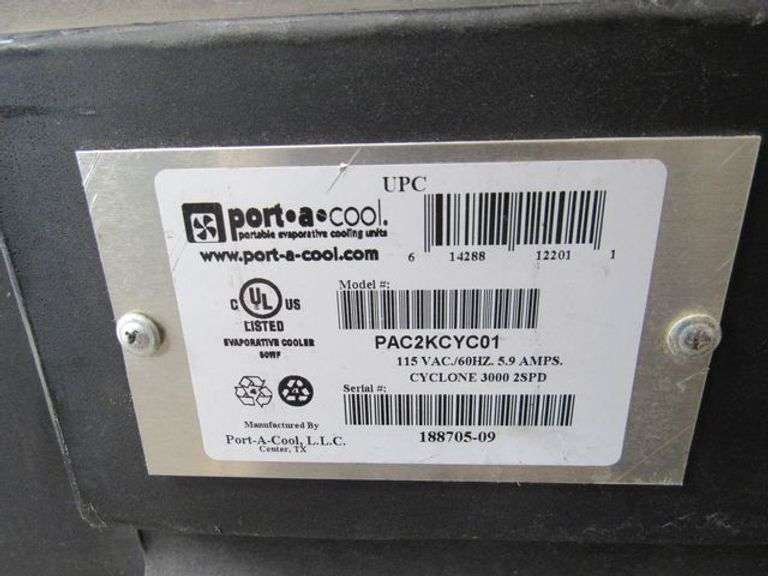 UPC
port•a•cool.
portable evaporative cooling units
www.port-a-cool.com
6 14288 12201 1
Model #:
C UL US
LISTED
EVAPORATIVE COOLER
PAC2KCYC01
115 VAC./60HZ. 5.9 AMPS.
CYCLONE 3000 2SPD
Serial #:
188705-09
Manufactured By
Port-A-Cool, L.L.C.
Center, TX